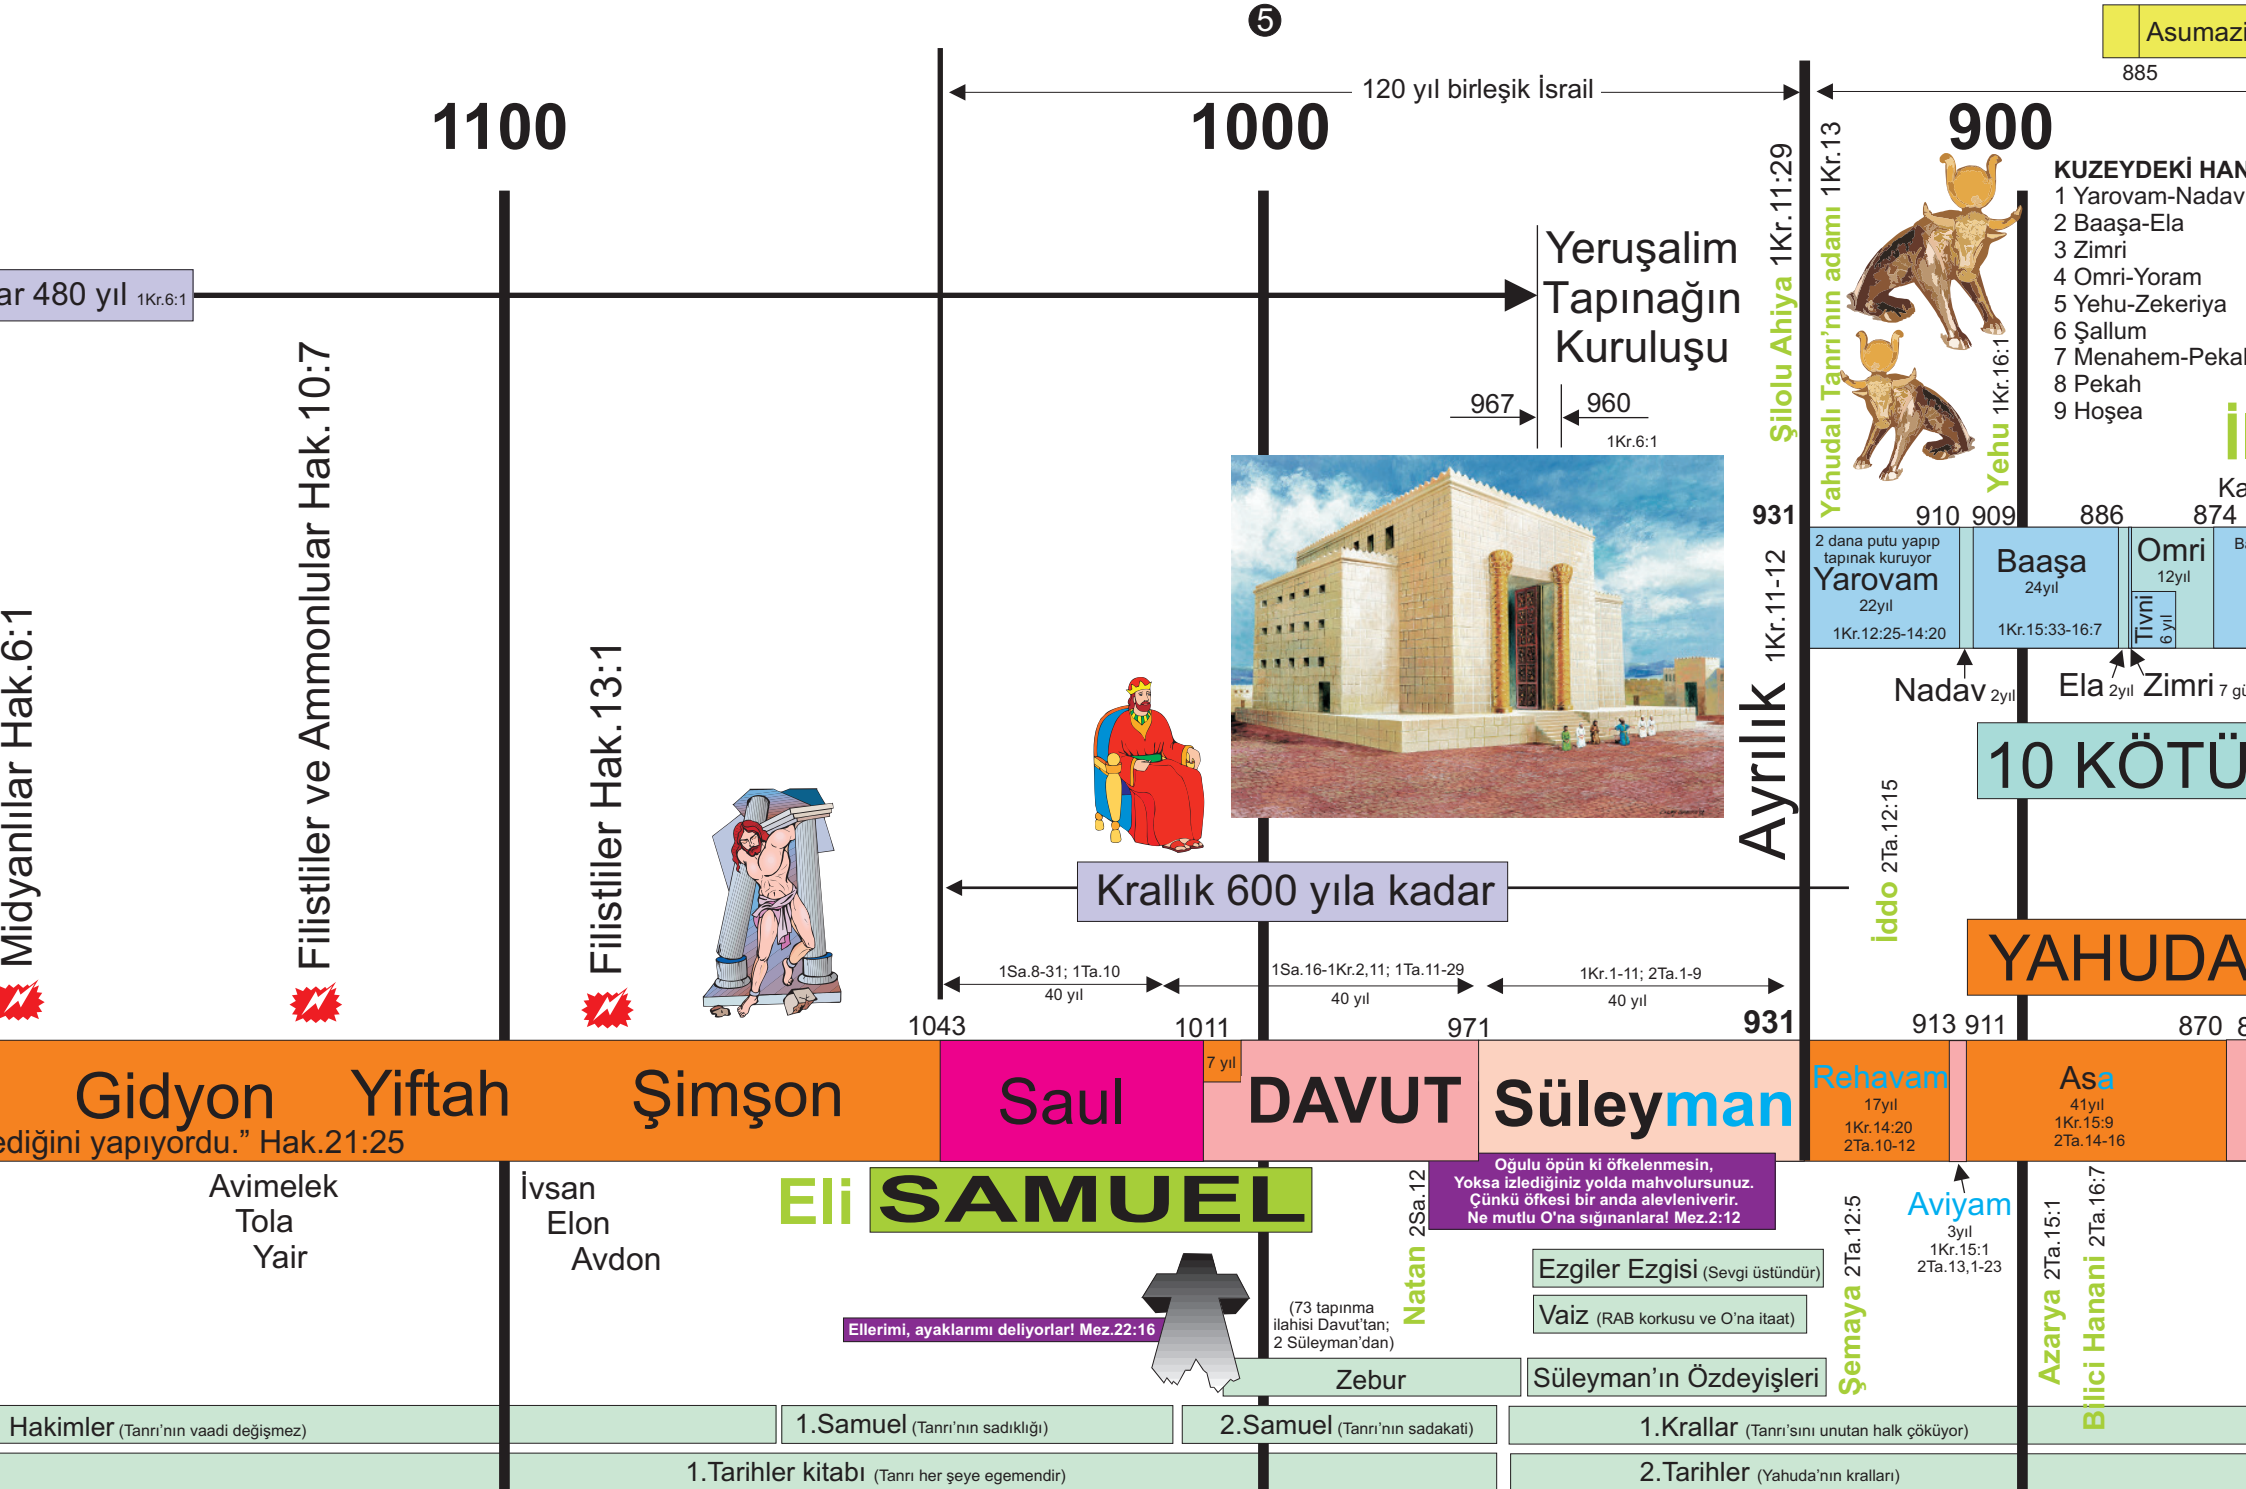 5
Asumazi
885
120 yıl birleşik İsrail
1100
1000
900
KUZEYDEKİ HAN
1 Yarovam-Nadav
2 Baaşa-Ela
3 Zimri
4 Omri-Yoram
5 Yehu-Zekeriya
6 Şallum
7 Menahem-Pekah
8 Pekah
9 Hoşea
ar 480 yıl 1Kr.6:1
Yeruşalim
Tapınağın
Kuruluşu
967
960
1Kr.6:1
Şilolu Ahiya 1Kr.11:29
Yahudalı Tanrı'nın adamı 1Kr.13
Yehu 1Kr.16:1
Midyanlılar Hak.6:1
Filistliler ve Ammonlular Hak.10:7
Filistliler Hak.13:1
931
Ayrılık 1Kr.11-12
910 909
886
874
2 dana putu yapıp
tapınak kuruyor
Yarovam
22yıl
1Kr.12:25-14:20
Baaşa
24yıl
1Kr.15:33-16:7
Omri
12yıl
Tivni
6 yıl
Nadav 2yıl
Ela 2yıl
Zimri 7 gü
10 KÖTÜ
İddo 2Ta.12:15
Krallık 600 yıla kadar
YAHUDA
1Sa.8-31; 1Ta.10
40 yıl
1Sa.16-1Kr.2,11; 1Ta.11-29
40 yıl
1Kr.1-11; 2Ta.1-9
40 yıl
1043
1011
971
931
913 911
870
Gidyon
Yiftah
Şimşon
Saul
7 yıl
DAVUT
Süleyman
Rehavam
17yıl
1Kr.14:20
2Ta.10-12
Asa
41yıl
1Kr.15:9
2Ta.14-16
ediğini yapıyordu.” Hak.21:25
Avimelek
Tola
Yair
İvsan
Elon
Avdon
Eli
SAMUEL
Natan 2Sa.12
Oğulu öpün ki öfkelenmesin,
Yoksa izlediğiniz yolda mahvolursunuz.
Çünkü öfkesi bir anda alevleniverir.
Ne mutlu O'na sığınanlara! Mez.2:12
Şemaya 2Ta.12:5
Aviyam
3yıl
1Kr.15:1
2Ta.13,1-23
Azarya 2Ta.15:1
Bilici Hanani 2Ta.16:7
Ellerimi, ayaklarımı deliyorlar! Mez.22:16
(73 tapınma
ilahisi Davut’tan;
2 Süleyman’dan)
Ezgiler Ezgisi (Sevgi üstündür)
Vaiz (RAB korkusu ve O’na itaat)
Zebur
Süleyman’ın Özdeyişleri
Hakimler (Tanrı’nın vaadi değişmez)
1.Samuel (Tanrı’nın sadıklığı)
2.Samuel (Tanrı’nın sadakati)
1.Krallar (Tanrı’sını unutan halk çöküyor)
1.Tarihler kitabı (Tanrı her şeye egemendir)
2.Tarihler (Yahuda’nın kralları)